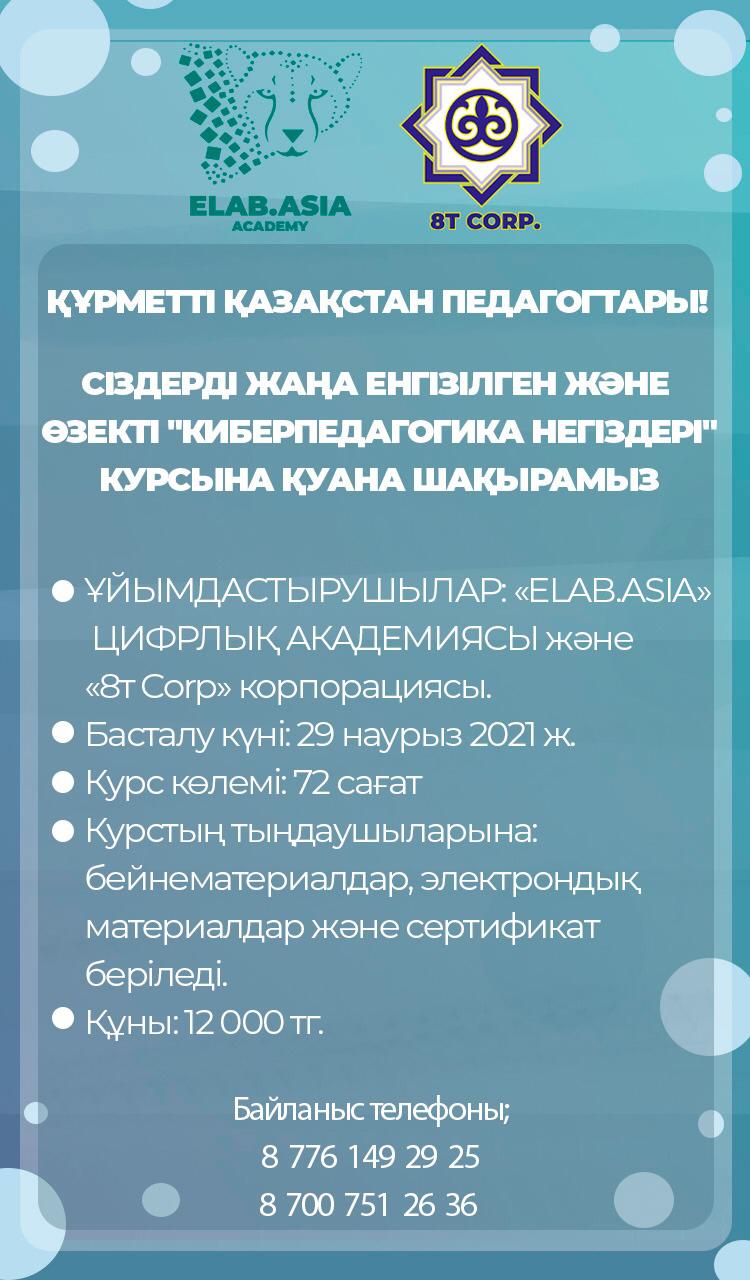 ELAB.ASIA
ACADEMY
8T CORP.
ҚҰРМЕТТІ ҚАЗАҚСТАН ПЕДАГОГТАРЫ!
СІЗДЕРДІ ЖАҢА ЕНГІЗІЛГЕН ЖӘНЕ
ӨЗЕКТІ "КИБЕРПЕДАГОГИКА НЕГІЗДЕРІ"
КУРСЫНА ҚУАНА ШАҚЫРАМЫЗ
● ҰЙЫМДАСТЫРУШЫЛАР: «ELAB.ASIA»
ЦИФРЛЫҚ АКАДЕМИЯСЫ және
«8т Corp» корпорациясы.
● Басталу күні: 29 наурыз 2021 ж.
● Курс көлемі: 72 сағат
● Курстың тыңдаушыларына:
бейнематериалдар, электрондық
материалдар және сертификат
беріледі.
● Құны: 12 000 тг.
Байланыс телефоны;
8 776 149 29 25
8 700 751 26 36